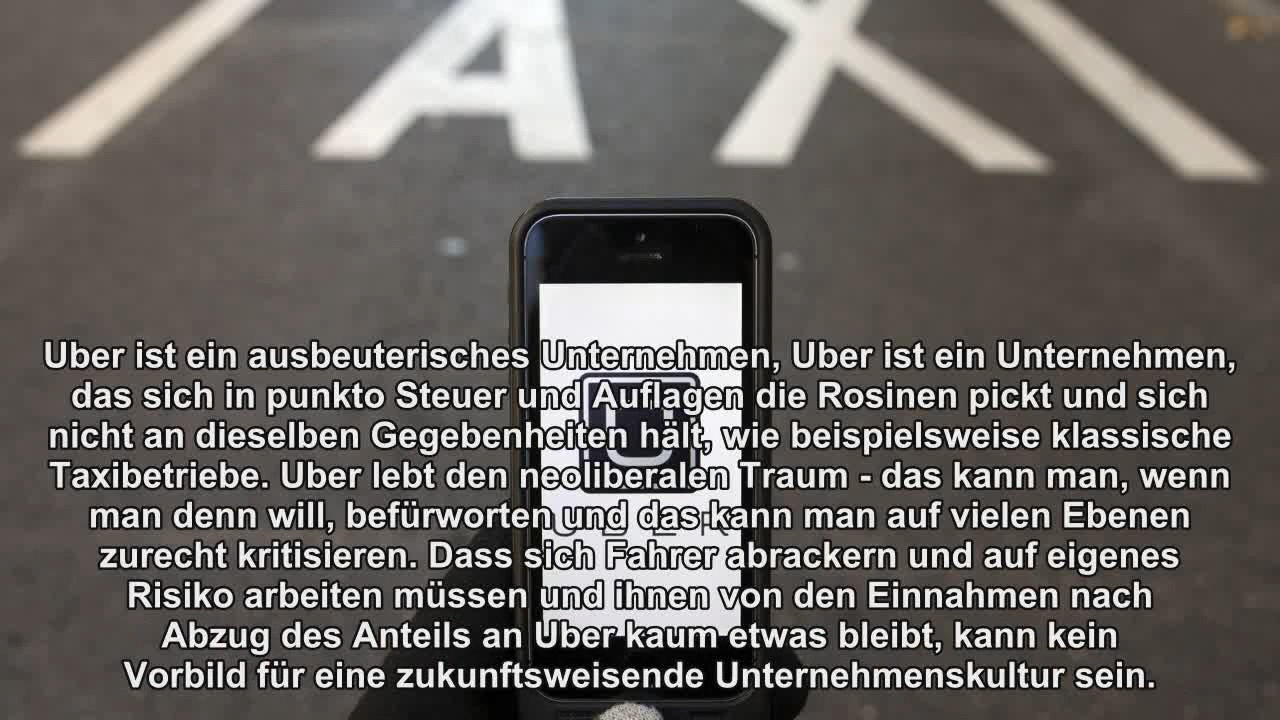 TAXI
Uber ist ein ausbeuterisches Unternehmen, Uber ist ein Unternehmen,
das sich in punkto Steuer und Auflagen die Rosinen pickt und sich
nicht an dieselben Gegebenheiten hält, wie beispielsweise klassische
Taxibetriebe. Uber lebt den neoliberalen Traum - das kann man, wenn
man denn will, befürworten und das kann man auf vielen Ebenen
zurecht kritisieren. Dass sich Fahrer abrackern und auf eigenes
Risiko arbeiten müssen und ihnen von den Einnahmen nach
Abzug des Anteils an Uber kaum etwas bleibt, kann kein
Vorbild für eine zukunftsweisende Unternehmenskultur sein.
U
UBER